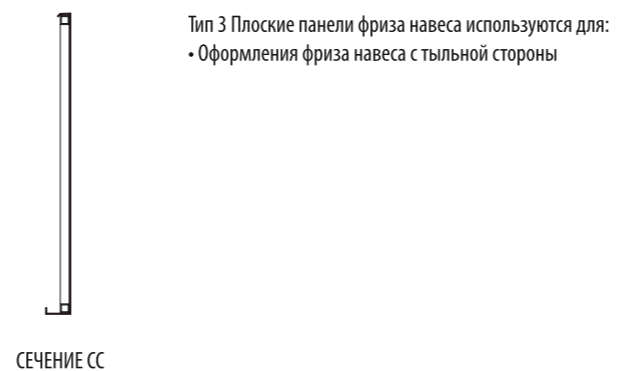 Тип 3 Плоские панели фриза навеса используются для:
• Оформления фриза навеса с тыльной стороны
СЕЧЕНИЕ СС